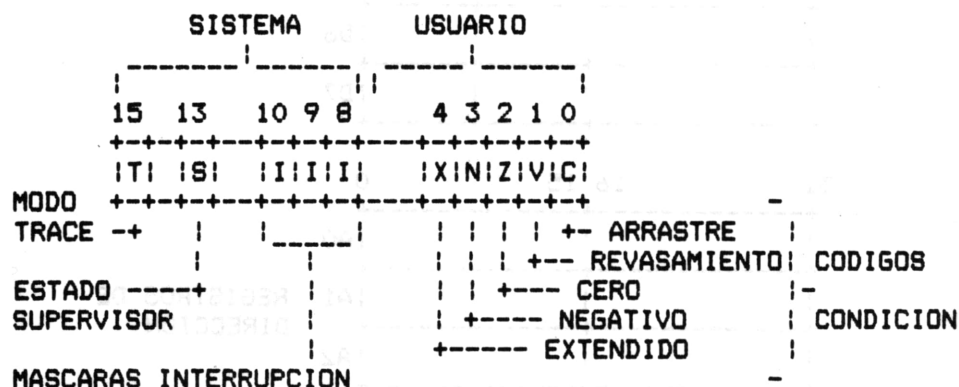 SISTEMA USUARIO
15 13 10 9 8 4 3 2 1 0
|T| |S| |I|I|I| |X|N|Z|V|C|
MODO
TRACE -+ +- ARRASTRE
+-- REVASAMIENTO CODIGOS
ESTADO +--- CERO
SUPERVISOR +---- NEGATIVO CONDICION
+----- EXTENDIDO
MASCARAS INTERRUPCION